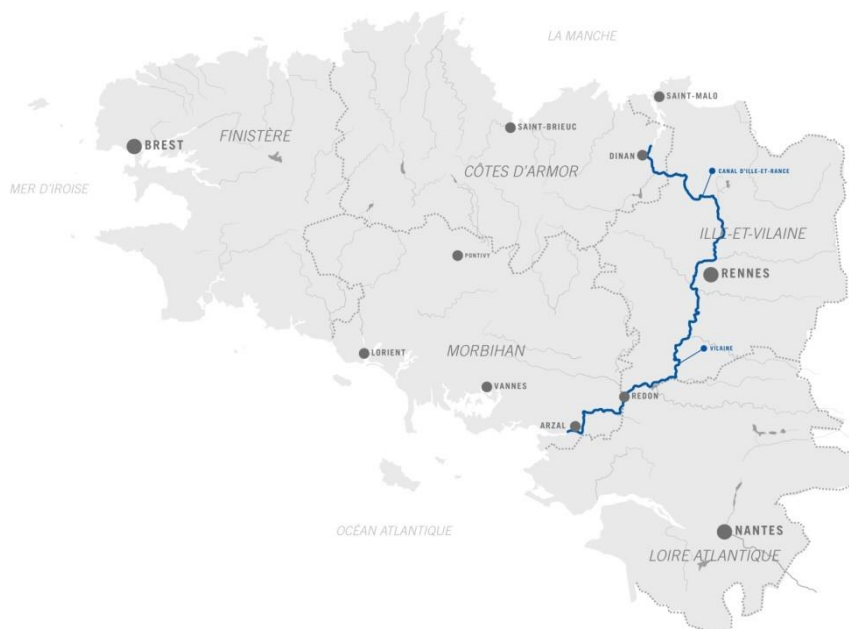 LA MANCHE
SAINT-MALO
SAINT-BRIEUC
FINISTÈRE
BREST
DINAN
CÔTES D'ARMOR
CANAL D'ILLE-ET-RANCE
MER D'IROISE
ILLE-ET-VILAINE
PONTIVY
RENNES
LORIENT
MORBIHAN
VILAINE
VANNES
REDON
ARZAL
OCÉAN ATLANTIQUE
NANTES
LOIRE ATLANTIQUE